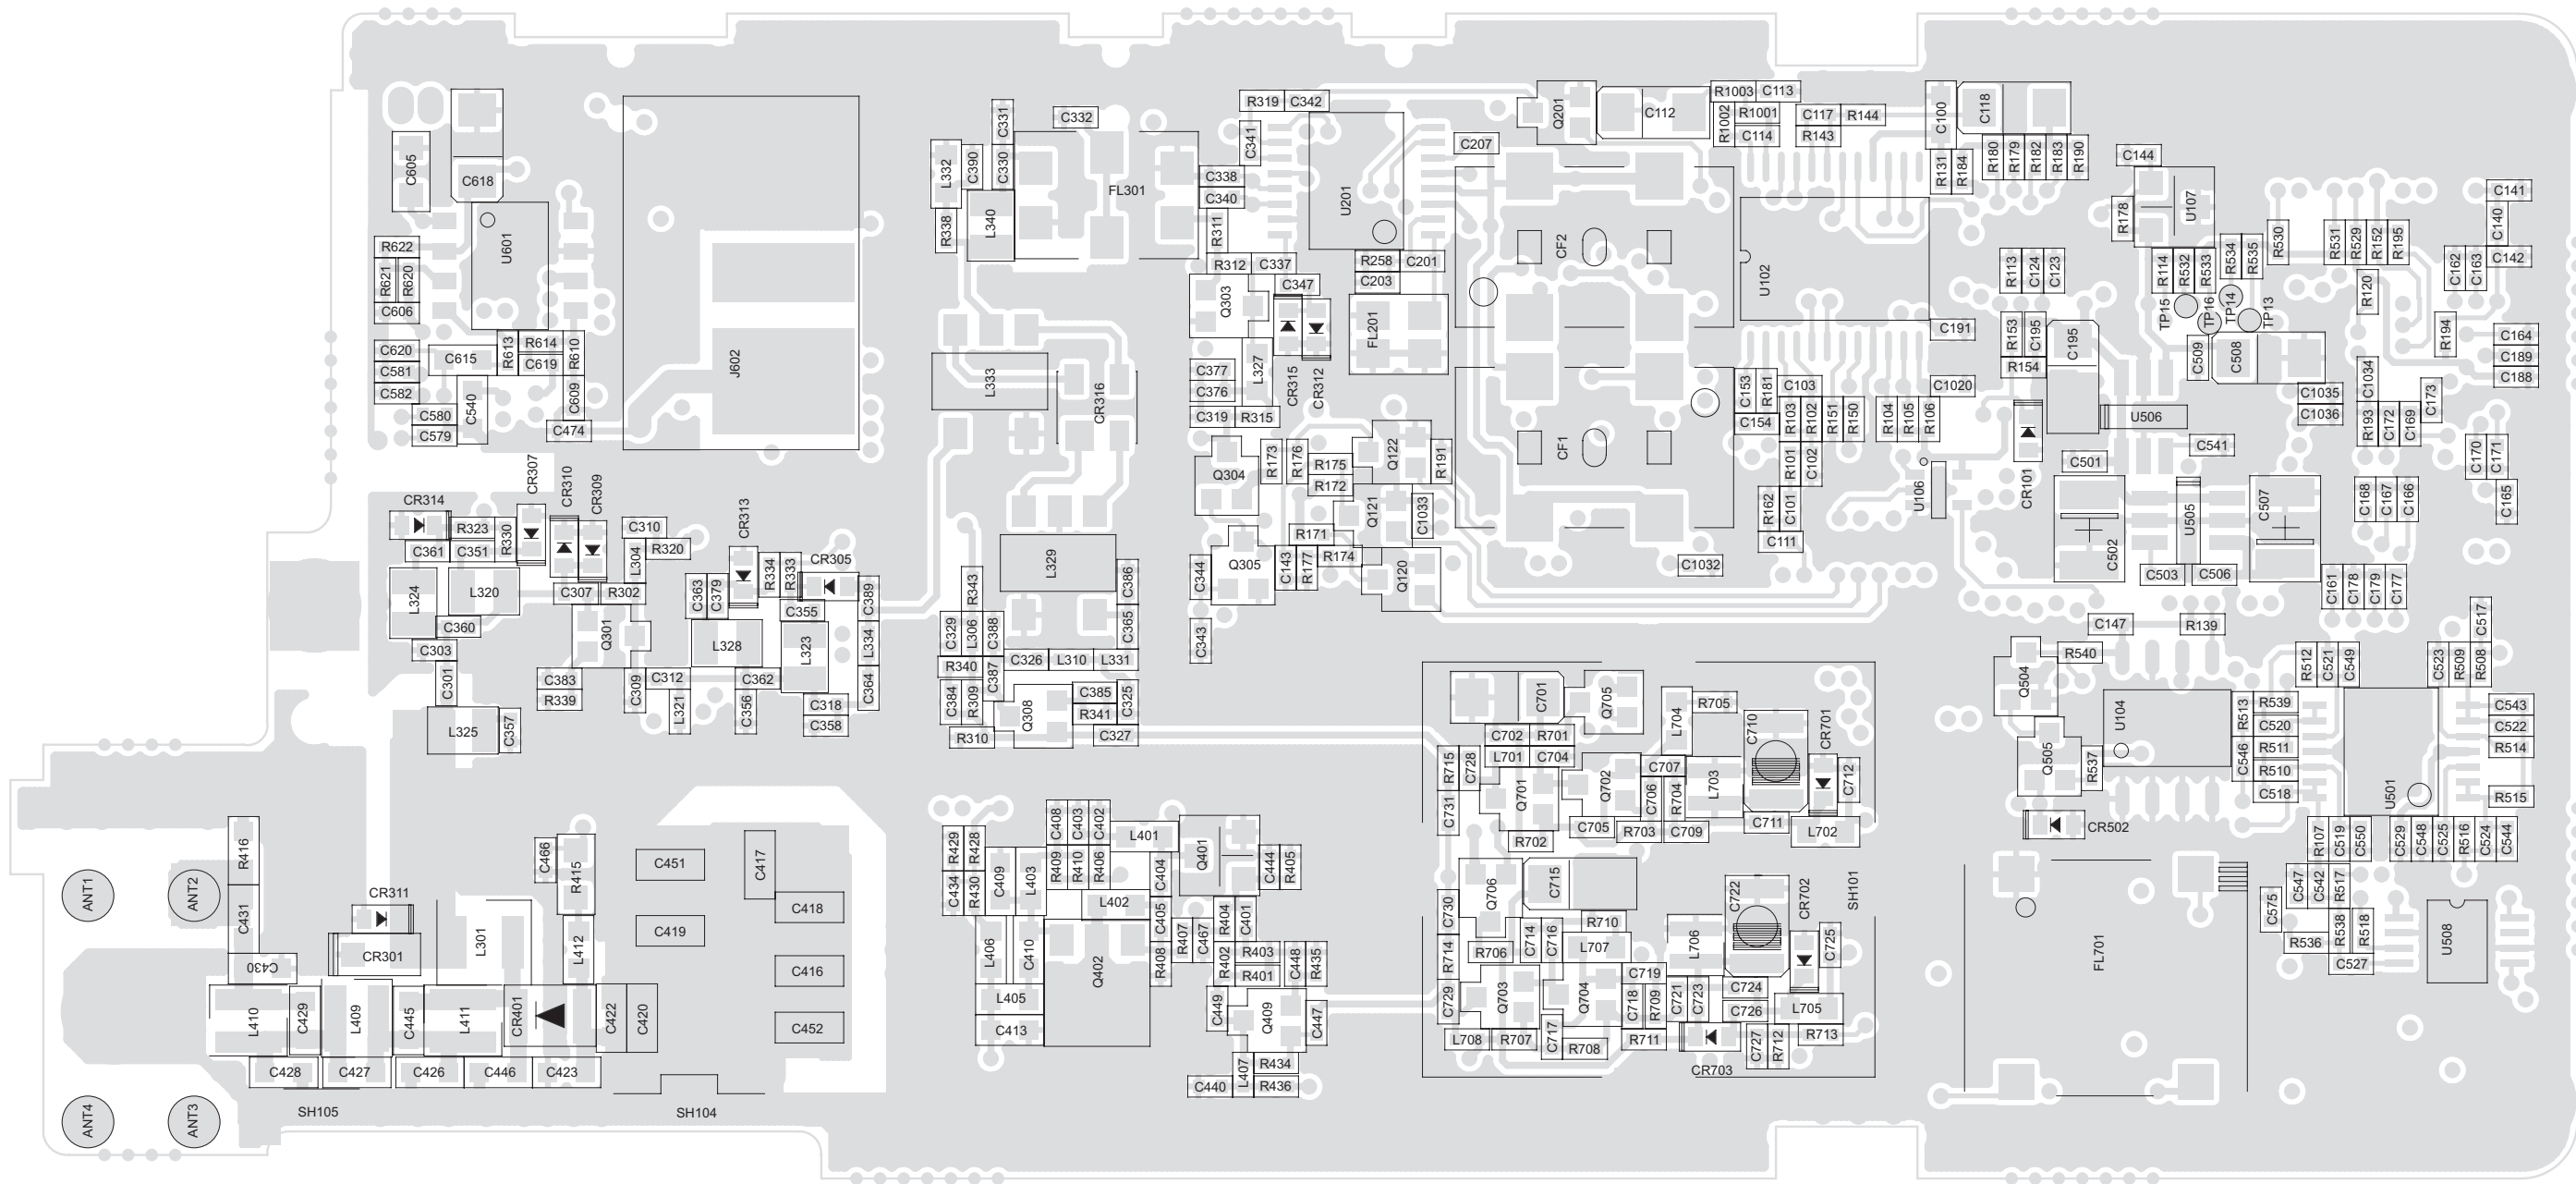 R319 C342
C331
C332
C341
Q201
C112
R1003 C113
R1002
R1001
C114
C117 R144
R143
C100
C118
C605
C618
L332
C390
C330
C207
R131
R184
R180
R179
R182
R183
R190
C144
FL301
C338
C340
U201
R178
U107
C141
C140
R338
L340
R311
CF2
R622
U601
R621
R620
C606
R312 C337
R258 C201
C203
U102
R113
C124
C123
R114
R532
R533
R534
R535
R530
R531
R529
R152
R195
C162
C163
C142
Q303
C347
R120
TP15
TP16
TP14
TP13
FL201
C191
R153
C195
C195
R194
C164
C189
C188
C620
C581
C582
C615
R613
R614
C619
R610
J602
L333
CR316
C377
C376
L327
CR315
CR312
R154
C509
C508
C1034
C540
C609
C580
C579
C474
C319 R315
C153
R181
C103
C154
R103
R102
R151
R150
R104
R105
R106
C1020
U506
C1035
C1036
C173
R193
C172
C169
CR307
CR310
CR309
Q304
R173
R176
R175
R172
Q122
R191
CF1
R101
C102
C541
C501
CR101
C170
C171
CR314
CR313
Q121
C1033
R162
C101
U106
C168
C167
C166
C165
R323
R330
C310
C361 C351
L304
R320
R171
C111
C502
U505
C507
L329
Q305
C143
R177
R174
Q120
C1032
CR305
R334
R333
L324
L320
C307 R302
C363
C379
C389
C355
R343
C386
C344
C503 C506
C161
C178
C179
C177
C360
Q301
L328
L323
L334
C329
L306
C388
C365
C343
C147
R139
C517
C303
C301
C383
R339
C309
C312
C362
C364
R340
C387
C326 L310 L331
R540
R512
C521
C549
C523
R509
R508
L321
C356
C318
C358
C384
R309
Q308
C385
R341
C325
C701
Q705
R705
L704
Q504
U104
R513
R539
C520
C543
C522
L325
C357
R310
C327
C702 R701
L701 C704
C710
CR701
Q505
R537
C546
R511
R510
C518
R514
U501
R515
R715
C728
Q701
Q702
C707
C706
R704
L703
C712
C731
R702
C705
R703 C709
C711
L702
CR502
R416
C466
R415
C451
C417
R429
R428
C408
C403
C402
L401
R409
R410
R406
Q401
C444
R405
R107
C519
C550
C529
C548
C525
R516
C524
C544
ANT1
ANT2
C431
CR311
C418
C434
R430
C409
L403
C404
L402
C405
C730
Q706
C715
C722
CR702
SH101
C547
C542
R517
C575
CR301
L301
L412
C419
L406
C410
Q402
R407
C467
R404
C401
R408
R402
R403
R401
C448
R435
R714
R706
C714
C716
R710
L707
L706
C725
FL701
R538
R518
R536
C527
U508
C430
C416
C719
L410
C429
L409
C445
L411
CR401
C422
C420
C452
L405
C413
C449
Q409
C447
C729
Q703
Q704
C718
R709
C721
C723
C724
C726
L705
L708 R707
C717
R708
R711
CR703
C727
R712
R713
C428
C427
C426
C446
C423
C440
L407
R434
R436
ANT4
ANT3
SH105
SH104